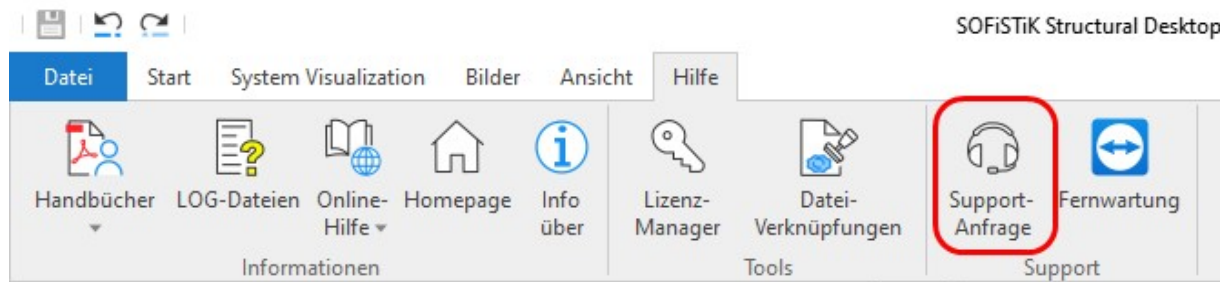 SOFiSTiK Structural Desktop
Datei Start System Visualization Bilder Ansicht Hilfe
Handbücher LOG-Dateien Online- Homepage Info Lizenz- Datei- Support- Fernwartung
Hilfe über Manager Verknüpfungen Anfrage
Informationen Tools Support